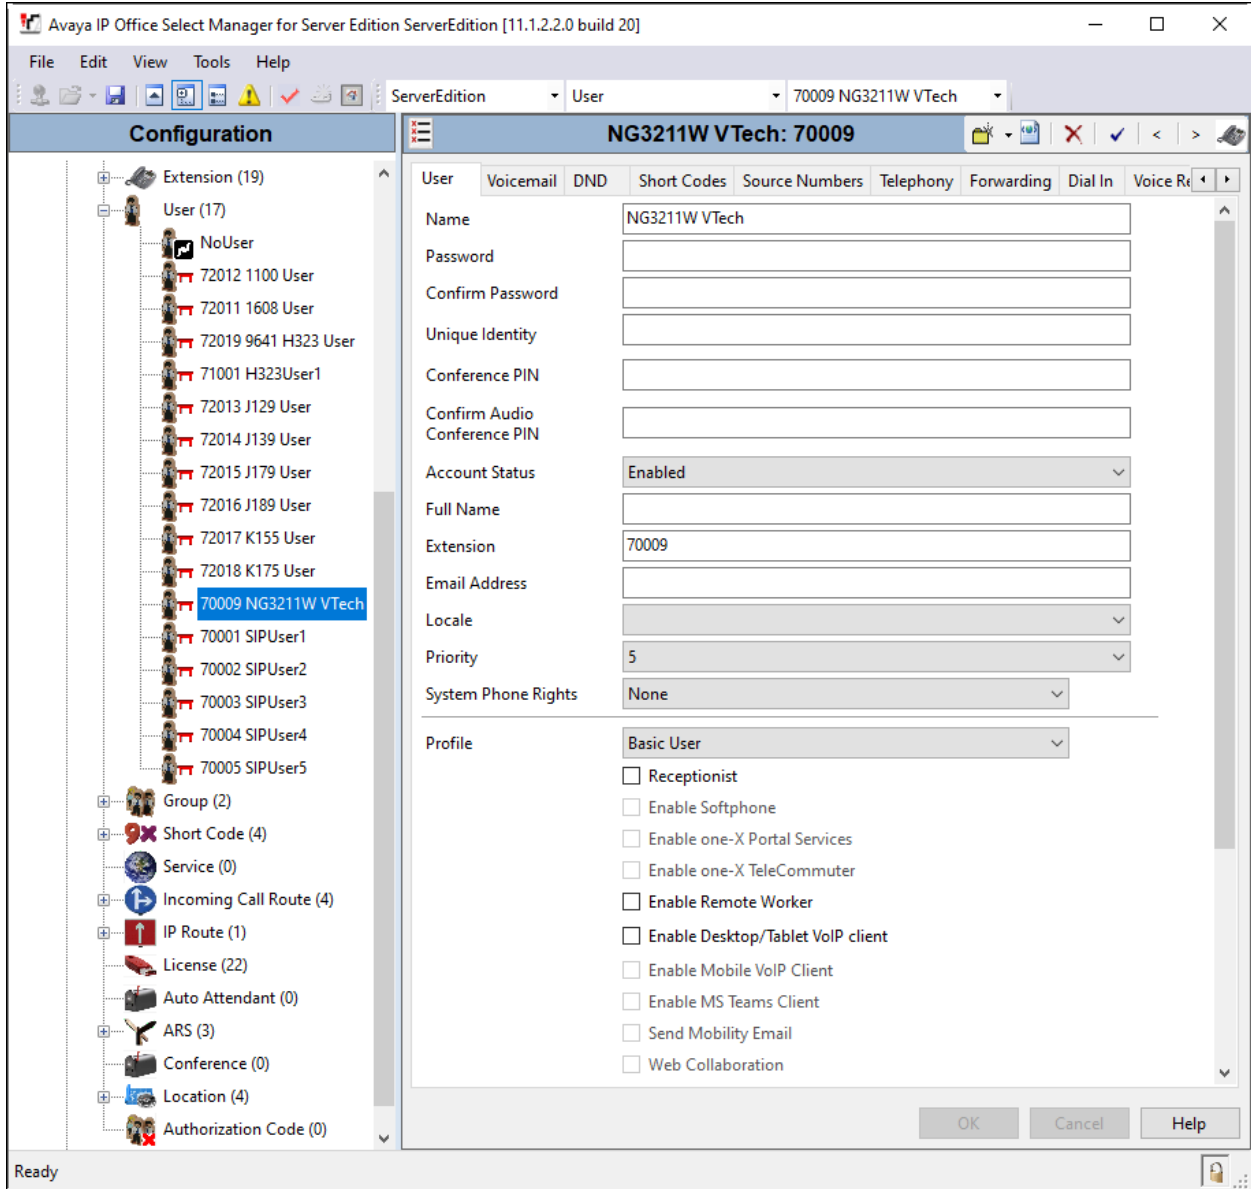 Avaya IP Office Select Manager for Server Edition ServerEdition [11.1.2.2.0 build 20]
File Edit View Tools Help
ServerEdition User 70009 NG3211W VTech
Configuration
Extension (19)
User (17)
NoUser
72012 1100 User
72011 1608 User
72019 9641 H323 User
71001 H323User1
72013 J129 User
72014 J139 User
72015 J179 User
72016 J189 User
72017 K155 User
72018 K175 User
70009 NG3211W VTech
70001 SIPUser1
70002 SIPUser2
70003 SIPUser3
70004 SIPUser4
70005 SIPUser5
Group (2)
Short Code (4)
Service (0)
Incoming Call Route (4)
IP Route (1)
License (22)
Auto Attendant (0)
ARS (3)
Conference (0)
Location (4)
Authorization Code (0)
NG3211W VTech: 70009
User Voicemail DND Short Codes Source Numbers Telephony Forwarding Dial In Voice Re
Name NG3211W VTech
Password
Confirm Password
Unique Identity
Conference PIN
Confirm Audio
Conference PIN
Account Status Enabled
Full Name
Extension 70009
Email Address
Locale
Priority 5
System Phone Rights None
Profile Basic User
Receptionist
Enable Softphone
Enable one-X Portal Services
Enable one-X TeleCommuter
Enable Remote Worker
Enable Desktop/Tablet VoIP client
Enable Mobile VoIP Client
Enable MS Teams Client
Send Mobility Email
Web Collaboration
OK Cancel Help
Ready